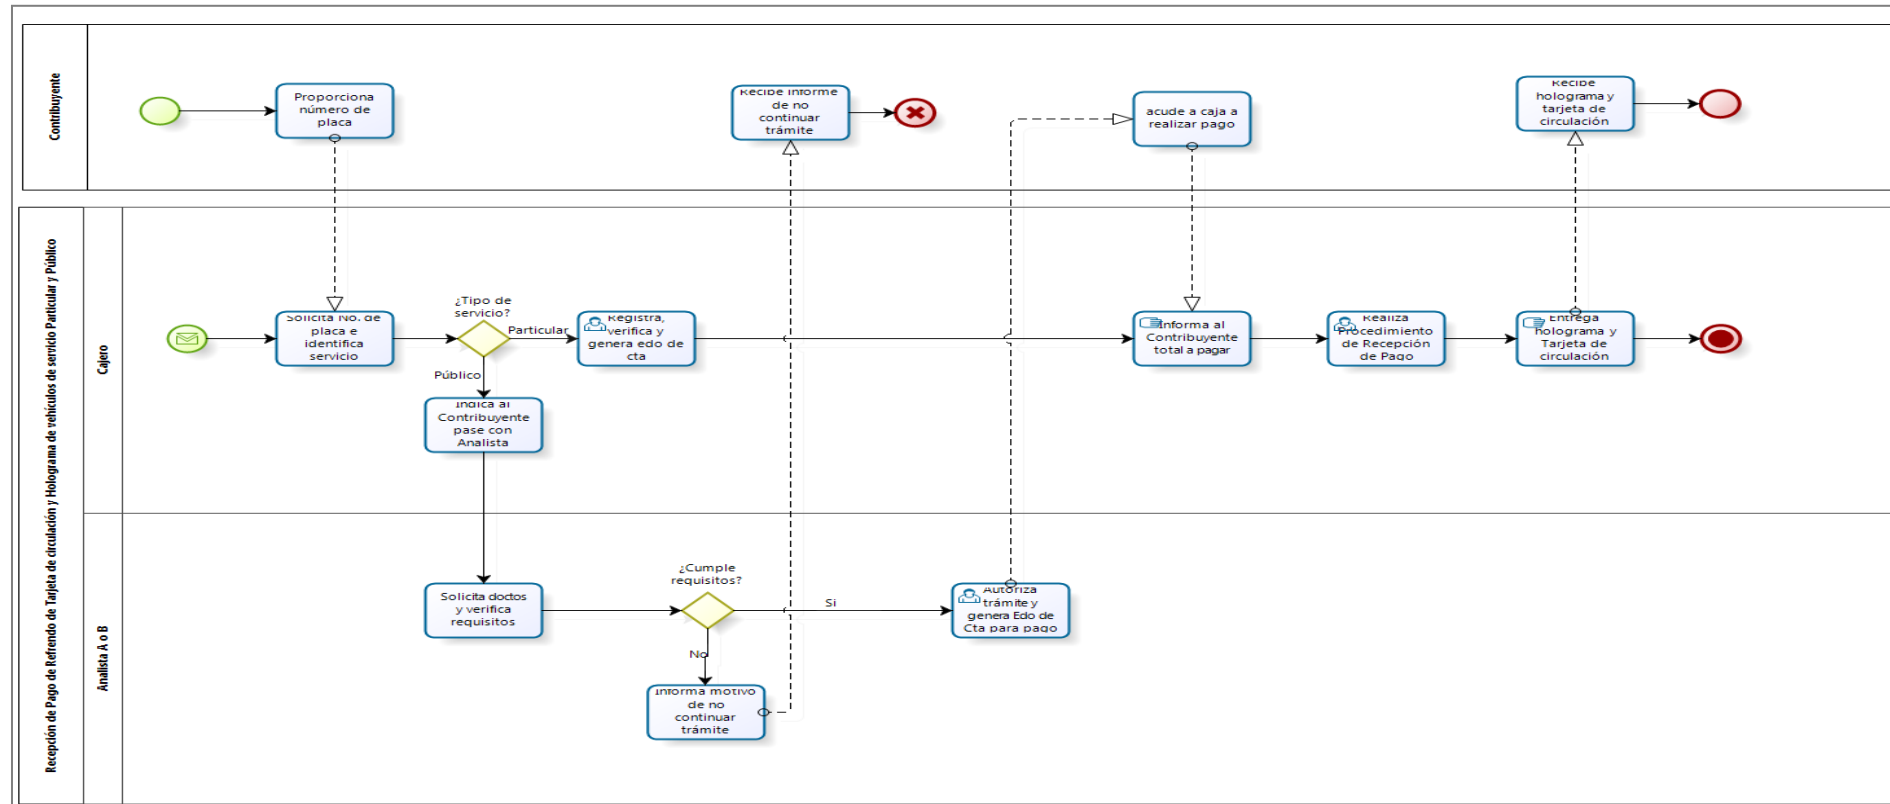 Contribuyente
Proporciona
número de
placa
Recibe informe
de no
continuar
trámite
acude a caja a
realizar pago
Recibe
holograma y
tarjeta de
circulación
Recepción de Pago de Refrendo de Tarjeta de circulación y Holograma de vehículos de servicio Particular y Público
Cajero
Solicita No. de
placa e
identifica
servicio
¿Tipo de
servicio?
Particular
Público
Registra,
verifica y
genera edo de
cta
Informa al
Contribuyente
total a pagar
Realiza
Procedimiento
de Recepción
de Pago
Entrega
holograma y
Tarjeta de
circulación
Indica al
Contribuyente
pase con
Analista
Analista A o B
Solicita doctos
y verifica
requisitos
¿Cumple
requisitos?
Si
No
Autoriza
trámite y
genera Edo de
Cta para pago
Informa motivo
de no
continuar
trámite